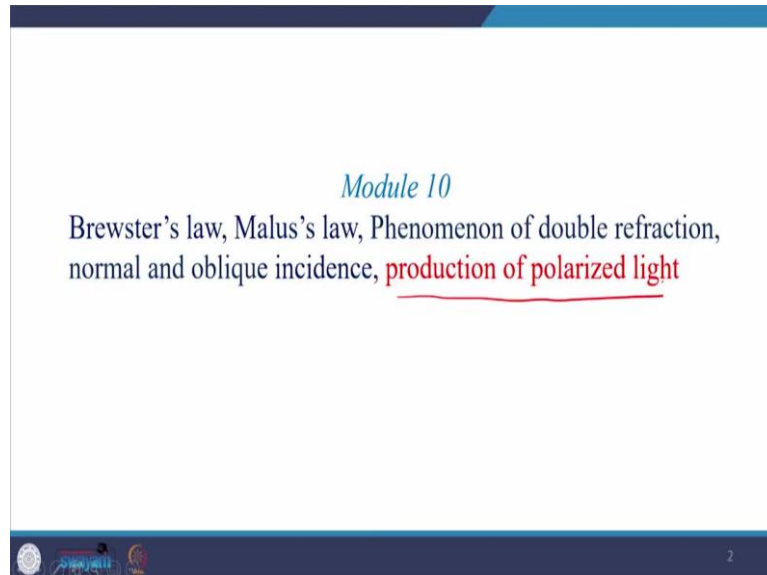 Module 10
Brewster's law, Malus's law, Phenomenon of double refraction,
normal and oblique incidence, production of polarized light
swayam
2